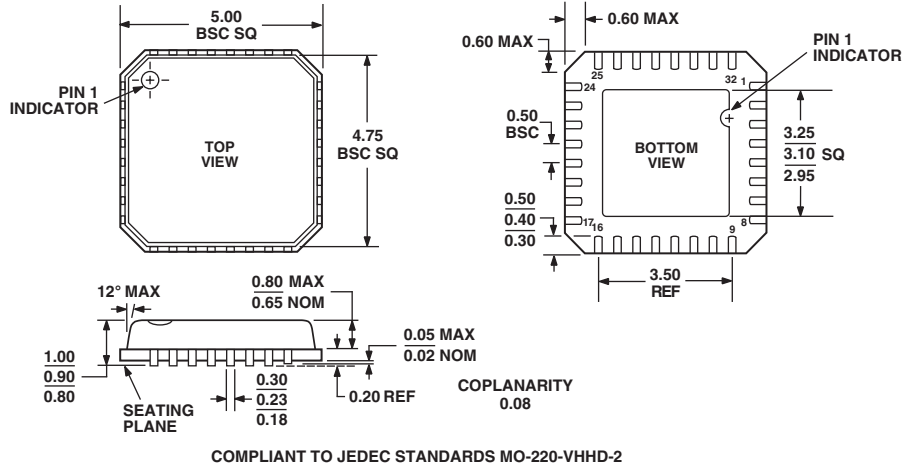 5.00
BSC SQ
PIN 1
INDICATOR
TOP
VIEW
4.75
BSC SQ
0.60 MAX
0.60 MAX
PIN 1
INDICATOR
25
32
1
24
0.50
BSC
BOTTOM
VIEW
3.25
3.10 SQ
2.95
0.50
0.40
0.30
17
16
9
8
3.50
REF
12° MAX
0.80 MAX
0.65 NOM
0.05 MAX
0.02 NOM
1.00
0.90
0.80
SEATING
PLANE
0.30
0.23
0.18
0.20 REF
COPLANARITY
0.08
COMPLIANT TO JEDEC STANDARDS MO-220-VHHD-2